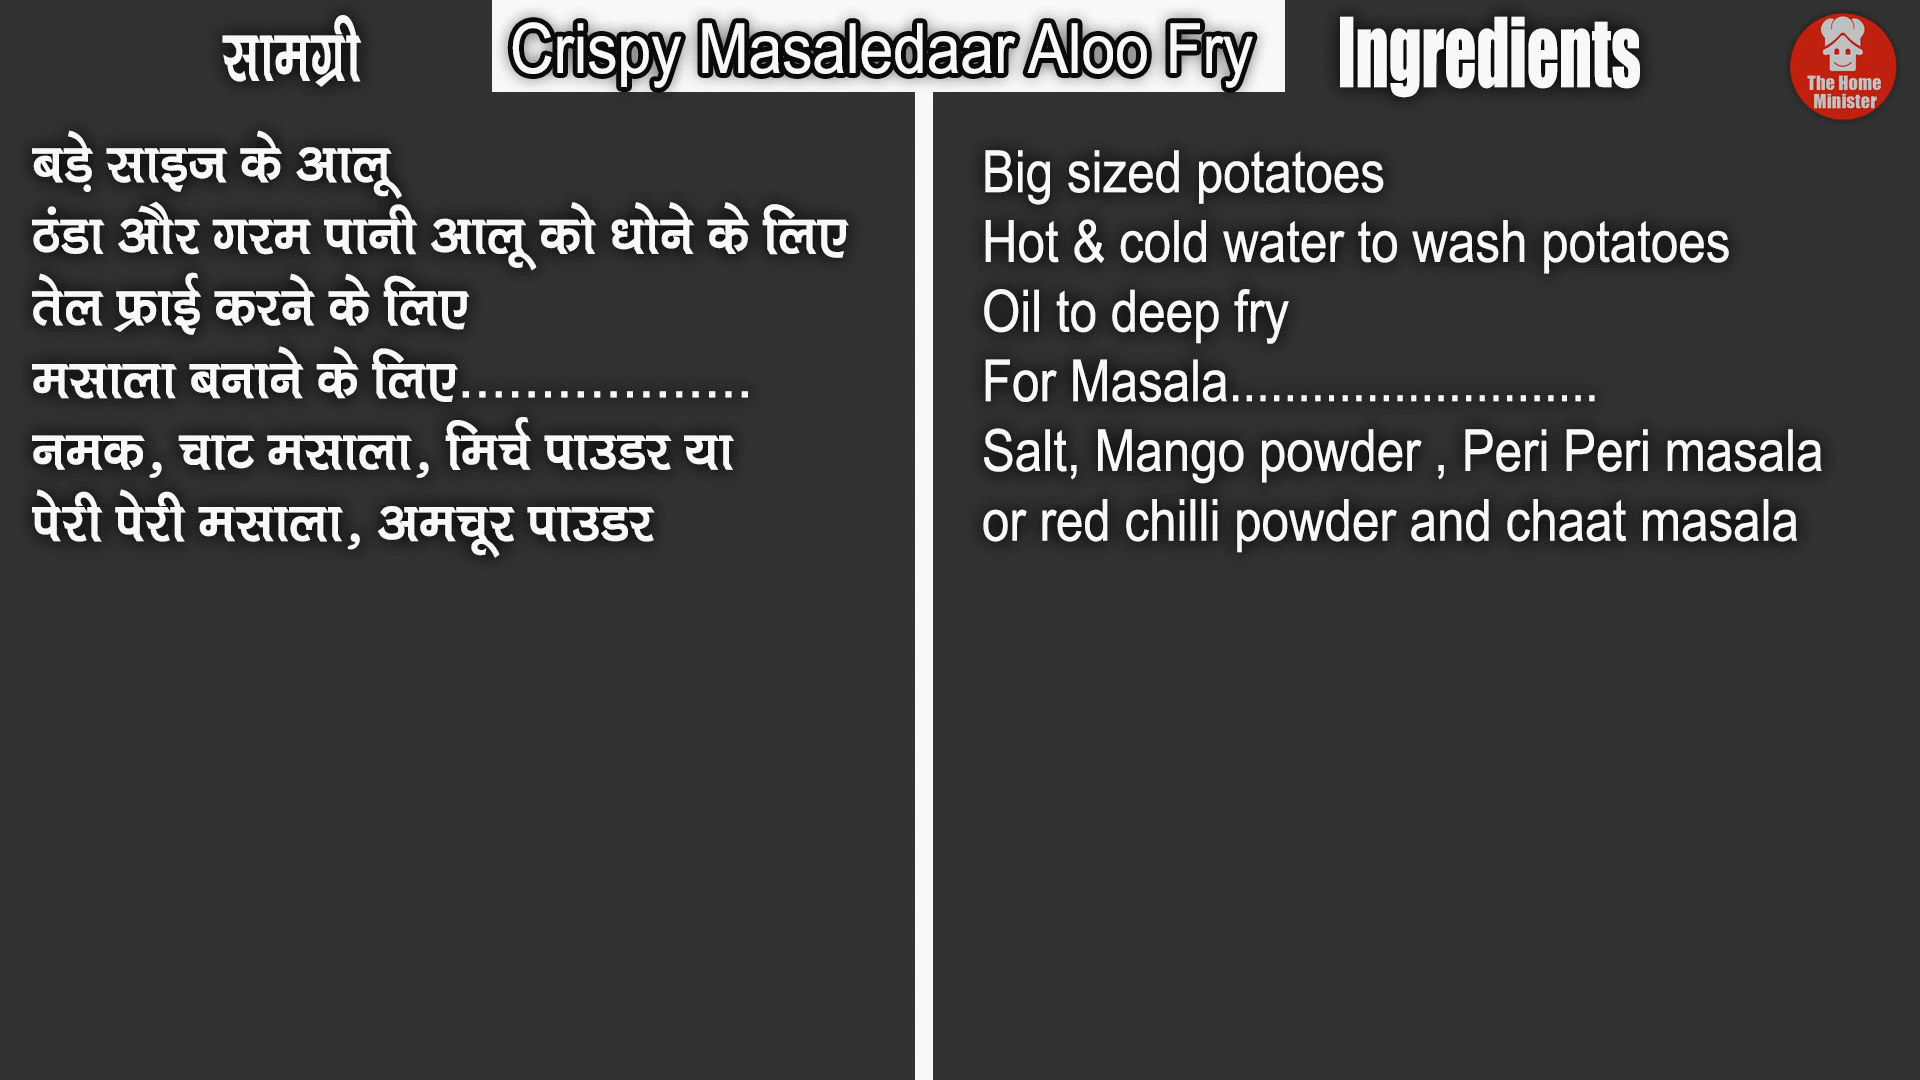 सामग्री
Crispy Masaledaar Aloo Fry
Ingredients
The Home
Minister
बड़े साइज के आलू
ठंडा और गरम पानी आलू को धोने के लिए
तेल फ्राई करने के लिए
मसाला बनाने के लिए..................
नमक, चाट मसाला, मिर्च पाउडर या
पेरी पेरी मसाला, अमचूर पाउडर
Big sized potatoes
Hot & cold water to wash potatoes
Oil to deep fry
For Masala...........................
Salt, Mango powder , Peri Peri masala
or red chilli powder and chaat masala